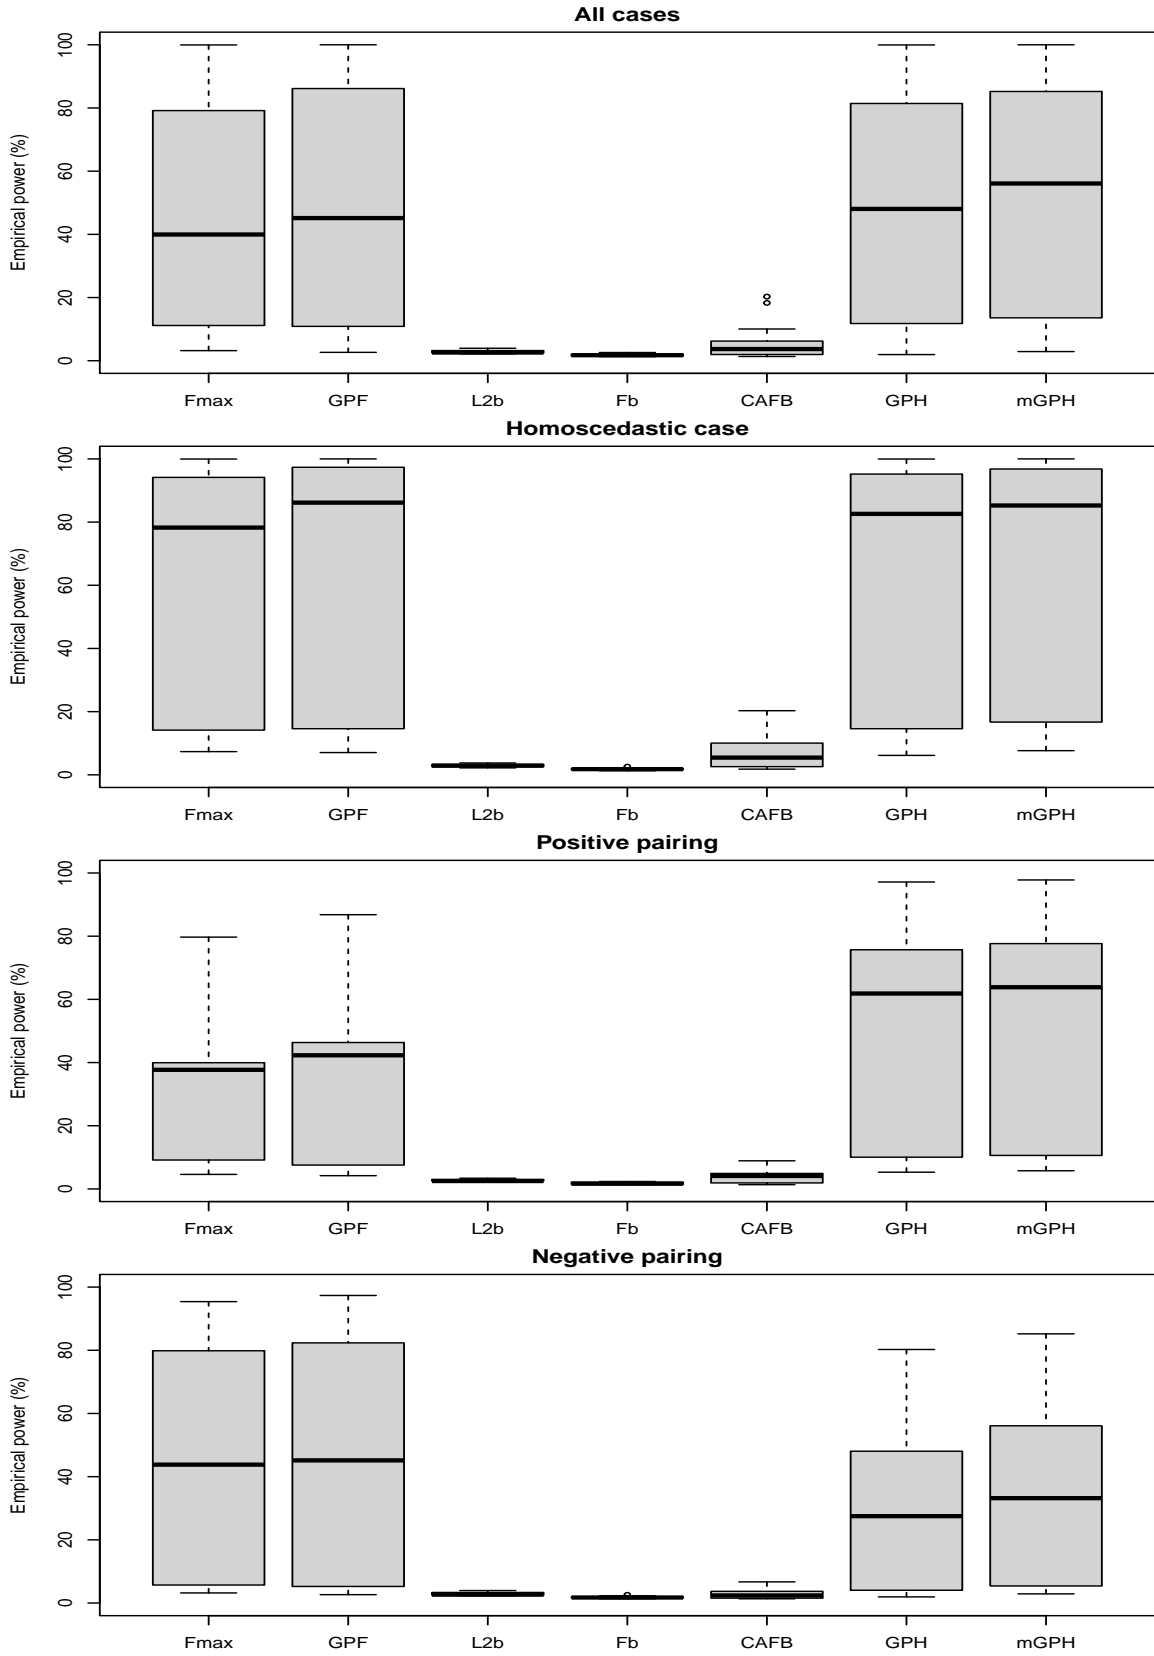 All cases
Empirical power (%)
100
80
60
40
20
0
Fmax GPF L2b Fb CAFB GPH mGPH
Homoscedastic case
Empirical power (%)
100
80
60
40
20
0
Fmax GPF L2b Fb CAFB GPH mGPH
Positive pairing
Empirical power (%)
100
80
60
40
20
0
Fmax GPF L2b Fb CAFB GPH mGPH
Negative pairing
Empirical power (%)
100
80
60
40
20
0
Fmax GPF L2b Fb CAFB GPH mGPH